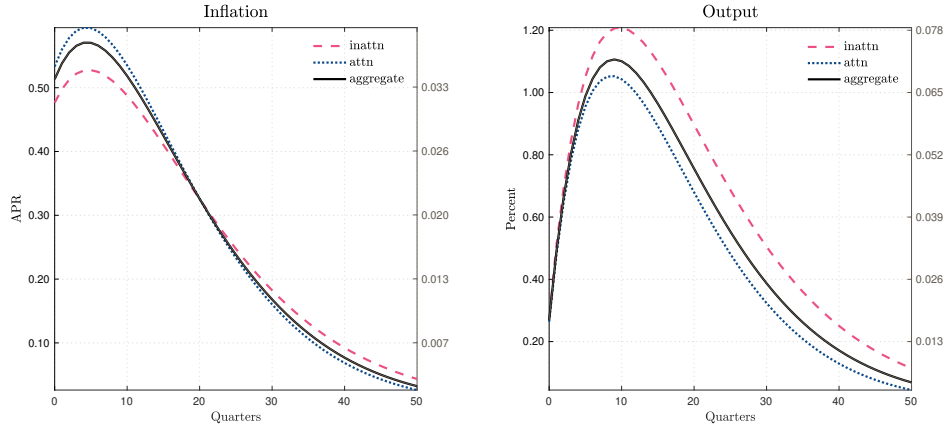 Inflation
inattn
attn
aggregate
APR
0.50
0.40
0.30
0.20
0.10
0.033
0.026
0.020
0.013
0.007
0
10
20
30
40
50
Quarters
Output
inattn
attn
aggregate
Percent
1.20
1.00
0.80
0.60
0.40
0.20
0.078
0.065
0.052
0.039
0.026
0.013
0
10
20
30
40
50
Quarters